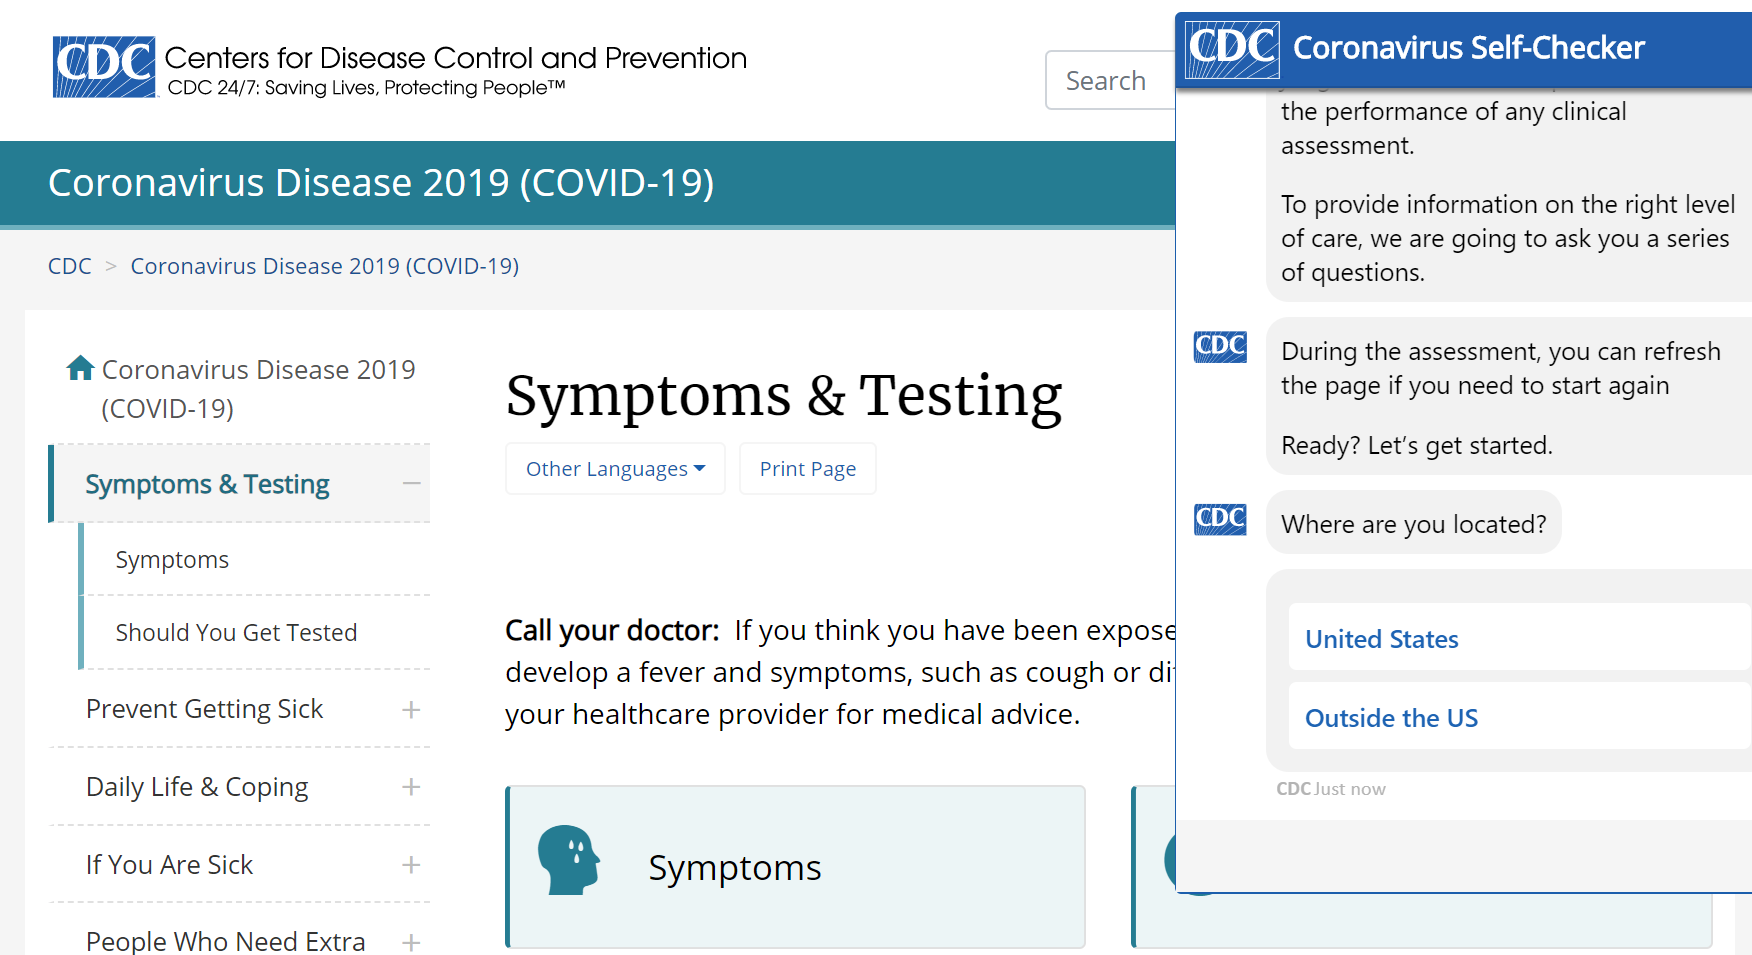 CDC
Centers for Disease Control and Prevention
CDC 24/7: Saving Lives, Protecting People™
Search
Coronavirus Disease 2019 (COVID-19)
CDC > Coronavirus Disease 2019 (COVID-19)
Coronavirus Disease 2019
(COVID-19)
Symptoms & Testing
Symptoms
Should You Get Tested
Prevent Getting Sick
Daily Life & Coping
If You Are Sick
People Who Need Extra
Symptoms & Testing
Other Languages
Print Page
Call your doctor: If you think you have been expose
develop a fever and symptoms, such as cough or di
your healthcare provider for medical advice.
Symptoms
CDC
Coronavirus Self-Checker
the performance of any clinical
assessment.
To provide information on the right level
of care, we are going to ask you a series
of questions.
CDC
During the assessment, you can refresh
the page if you need to start again
Ready? Let’s get started.
CDC
Where are you located?
United States
Outside the US
CDC Just now